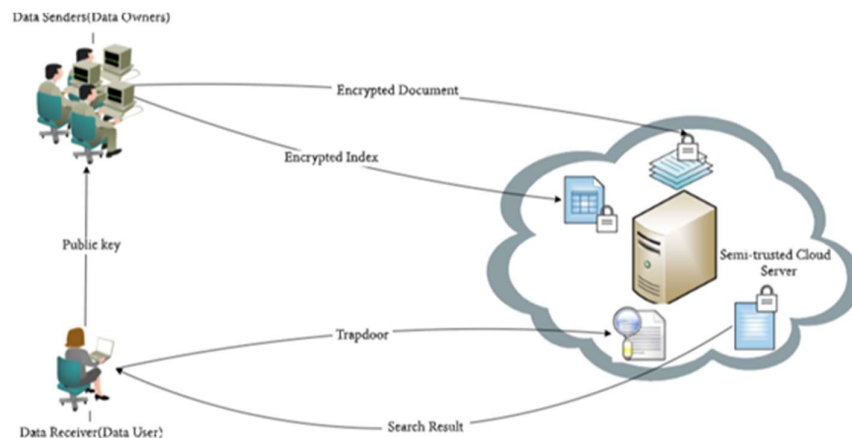 Data Senders(Data Owners)
Encrypted Document
Encrypted Index
Public key
Semi-trusted Cloud
Server
Trapdoor
Search Result
Data Receiver(Data User)